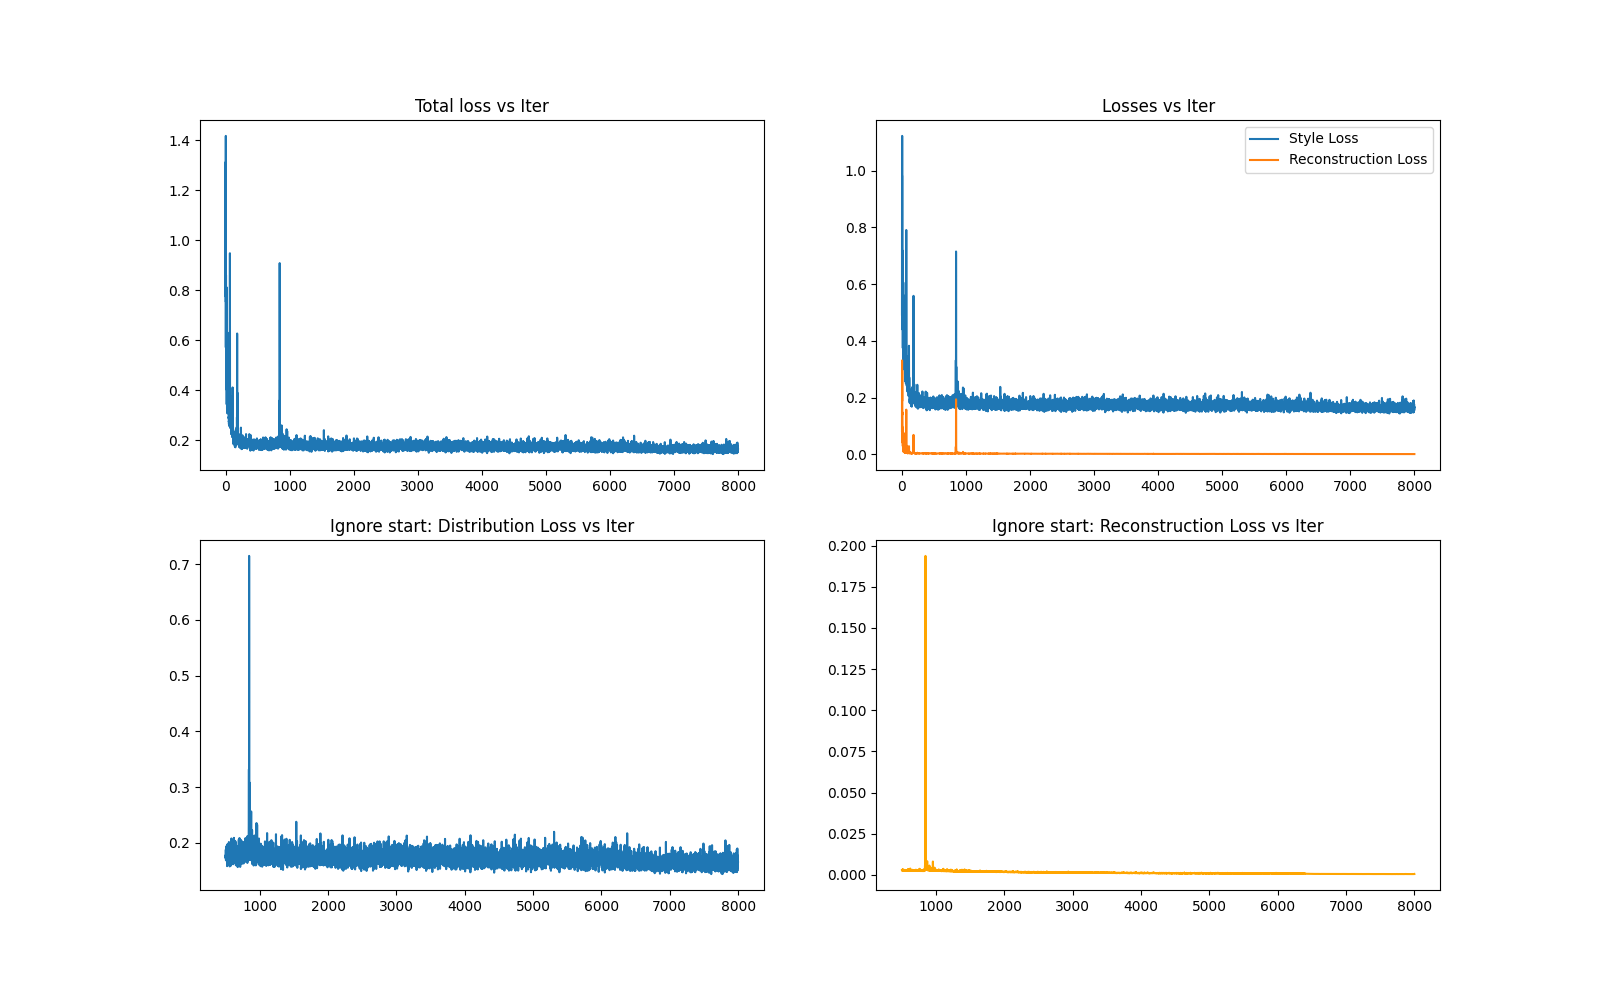 Total loss vs Iter
1.4
1.2
1.0
0.8
0.6
0.4
0.2
0 1000 2000 3000 4000 5000 6000 7000 8000
Losses vs Iter
Style Loss
Reconstruction Loss
1.0
0.8
0.6
0.4
0.2
0.0
0 1000 2000 3000 4000 5000 6000 7000 8000
Ignore start: Distribution Loss vs Iter
0.7
0.6
0.5
0.4
0.3
0.2
1000 2000 3000 4000 5000 6000 7000 8000
Ignore start: Reconstruction Loss vs Iter
0.200
0.175
0.150
0.125
0.100
0.075
0.050
0.025
0.000
1000 2000 3000 4000 5000 6000 7000 8000